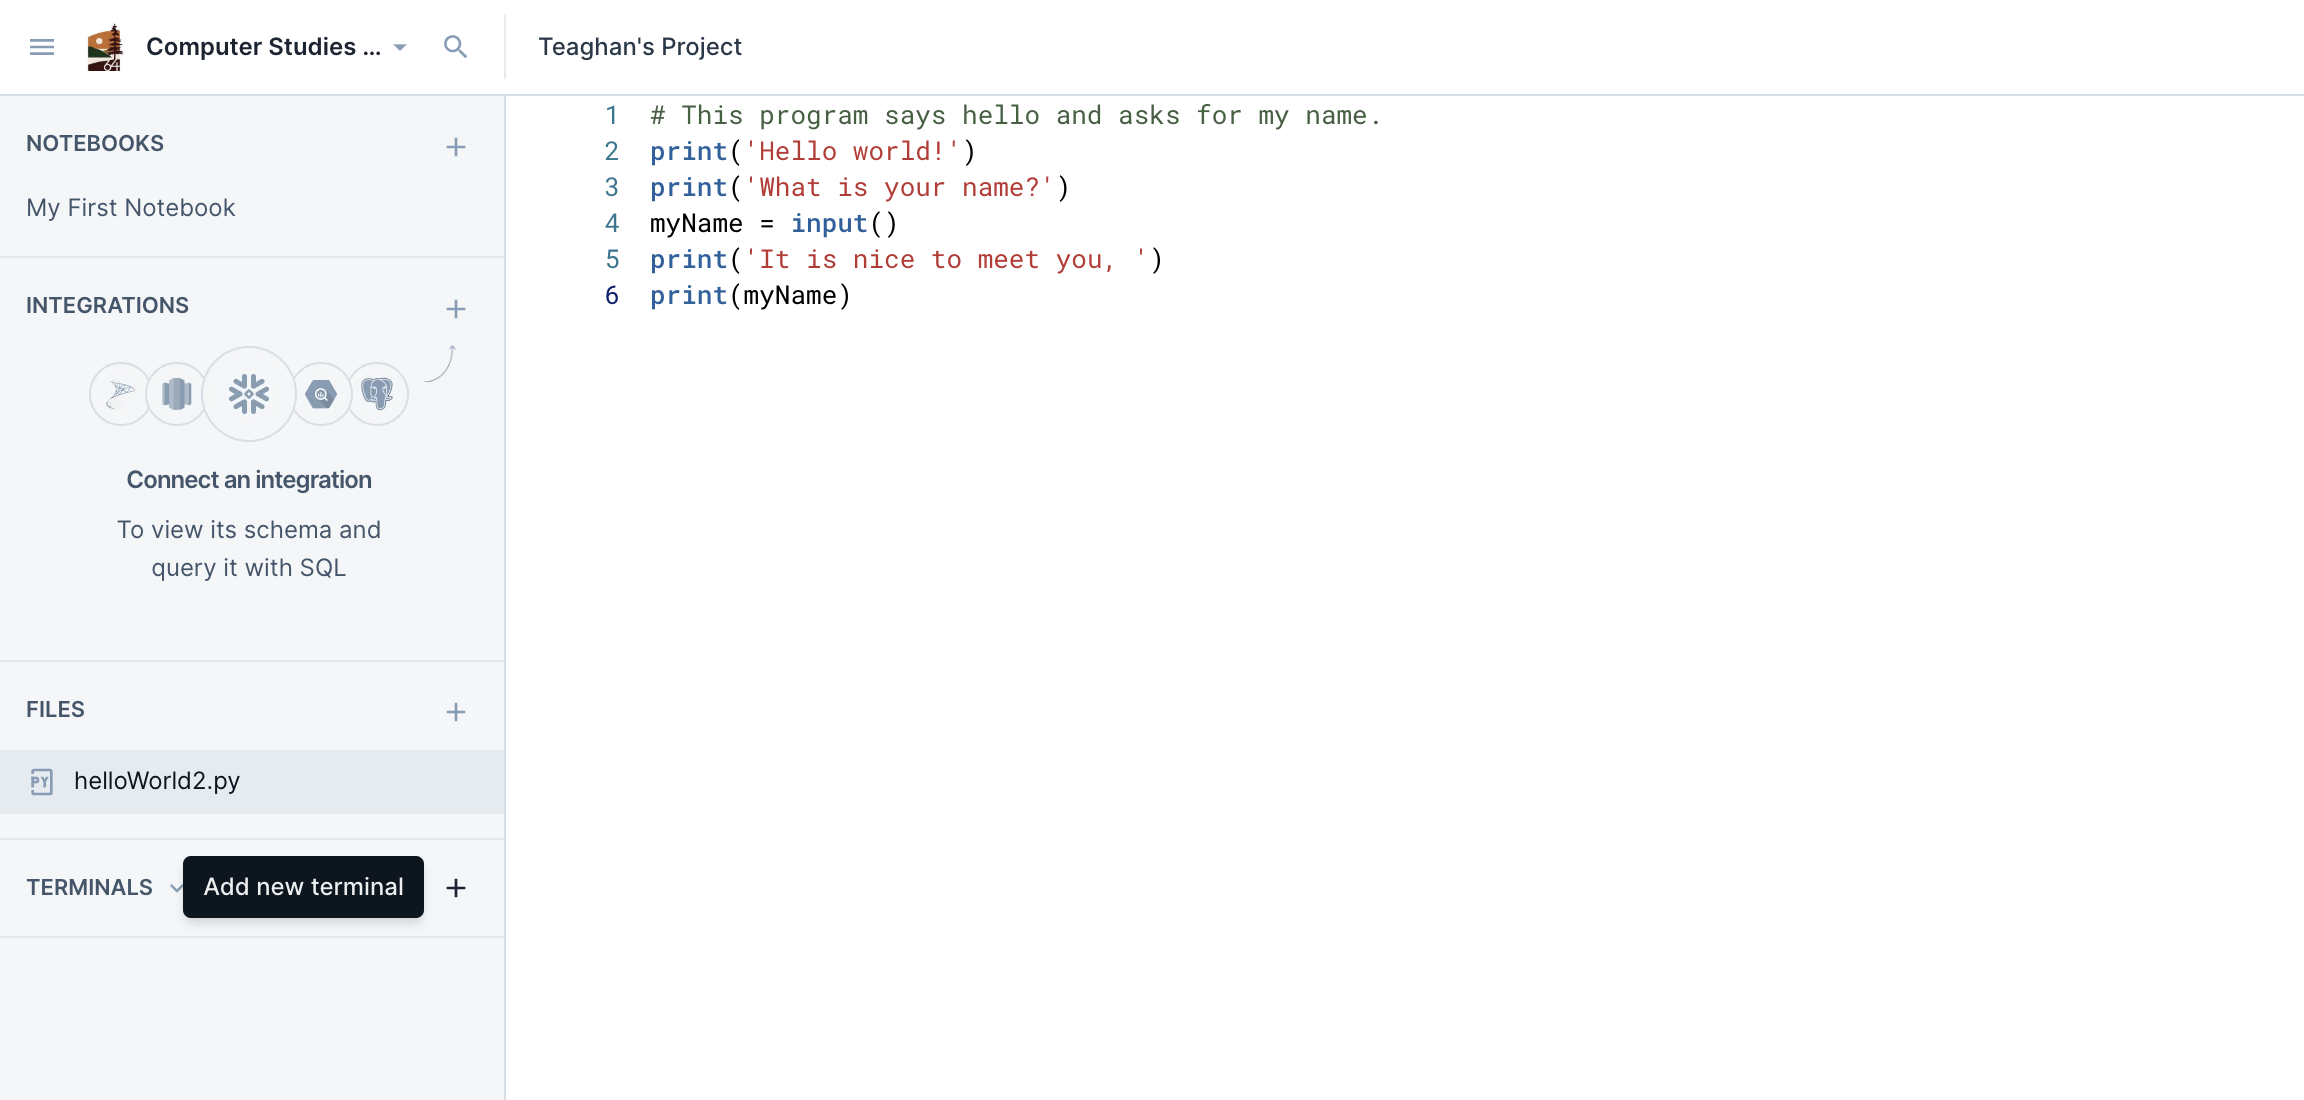 Computer Studies ...
Teaghan's Project
NOTEBOOKS
My First Notebook
INTEGRATIONS
Connect an integration
To view its schema and
query it with SQL
FILES
PY helloWorld2.py
TERMINALS
Add new terminal
1 # This program says hello and asks for my name.
2 print('Hello world!')
3 print('What is your name?')
4 myName = input()
5 print('It is nice to meet you, ')
6 print(myName)